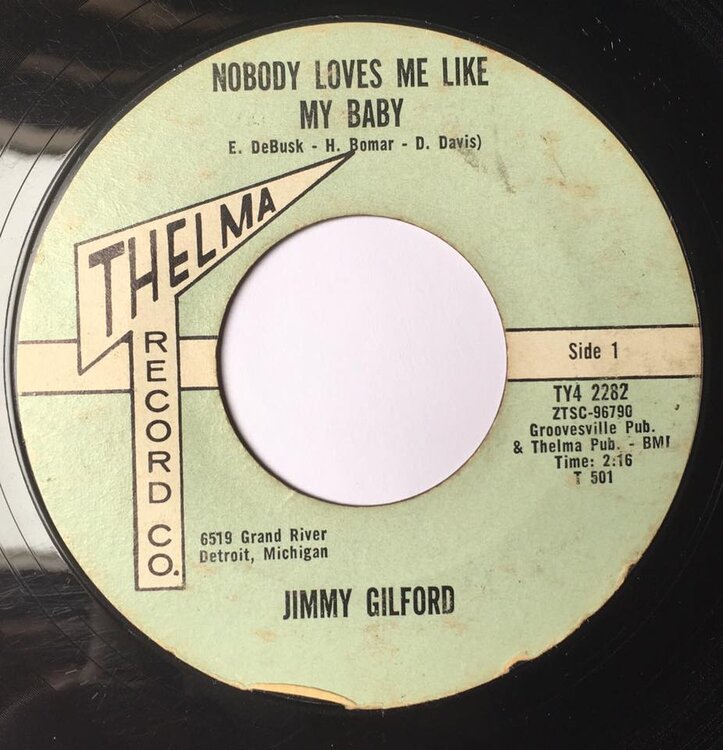 NOBODY LOVES ME LIKE
MY BABY
E. DeBusk - H. Bomar - D. Davis)
THELMA
RECORD CO.
Side 1
TY4 2282
ZTSC-96790
Groovesville Pub.
& Thelma Pub. - BMI
Time: 2:16
T 501
6519 Grand River
Detroit, Michigan
JIMMY GILFORD